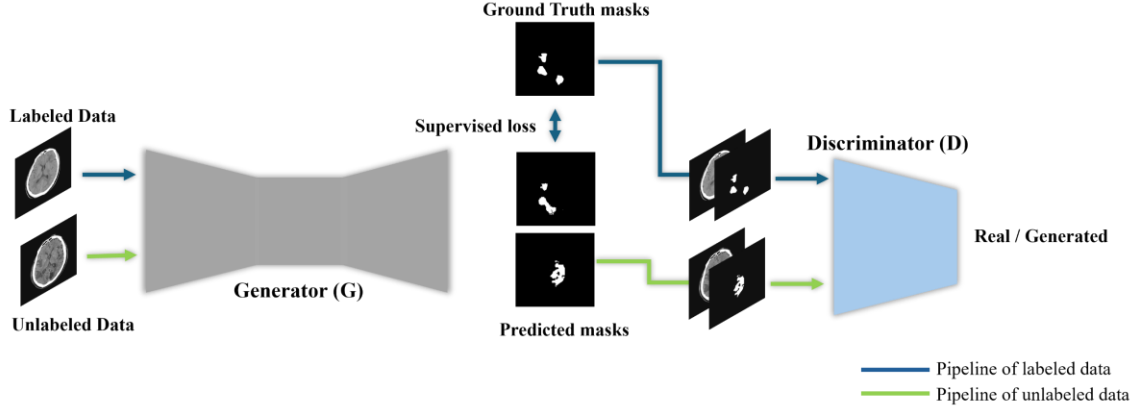 Ground Truth masks
Labeled Data
Supervised loss
Discriminator (D)
Real / Generated
Generator (G)
Unlabeled Data
Predicted masks
Pipeline of labeled data
Pipeline of unlabeled data